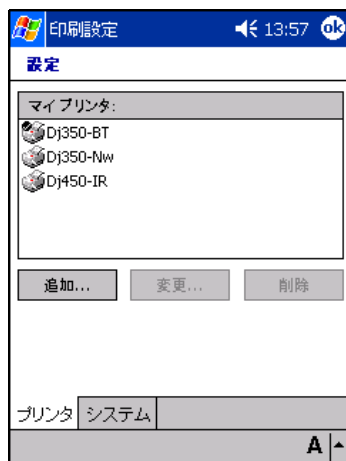 印刷設定 13:57 ok
設定
マイ プリンタ:
Dj350-BT
Dj350-Nw
Dj450-IR
追加... 変更... 削除
プリンタ システム
A